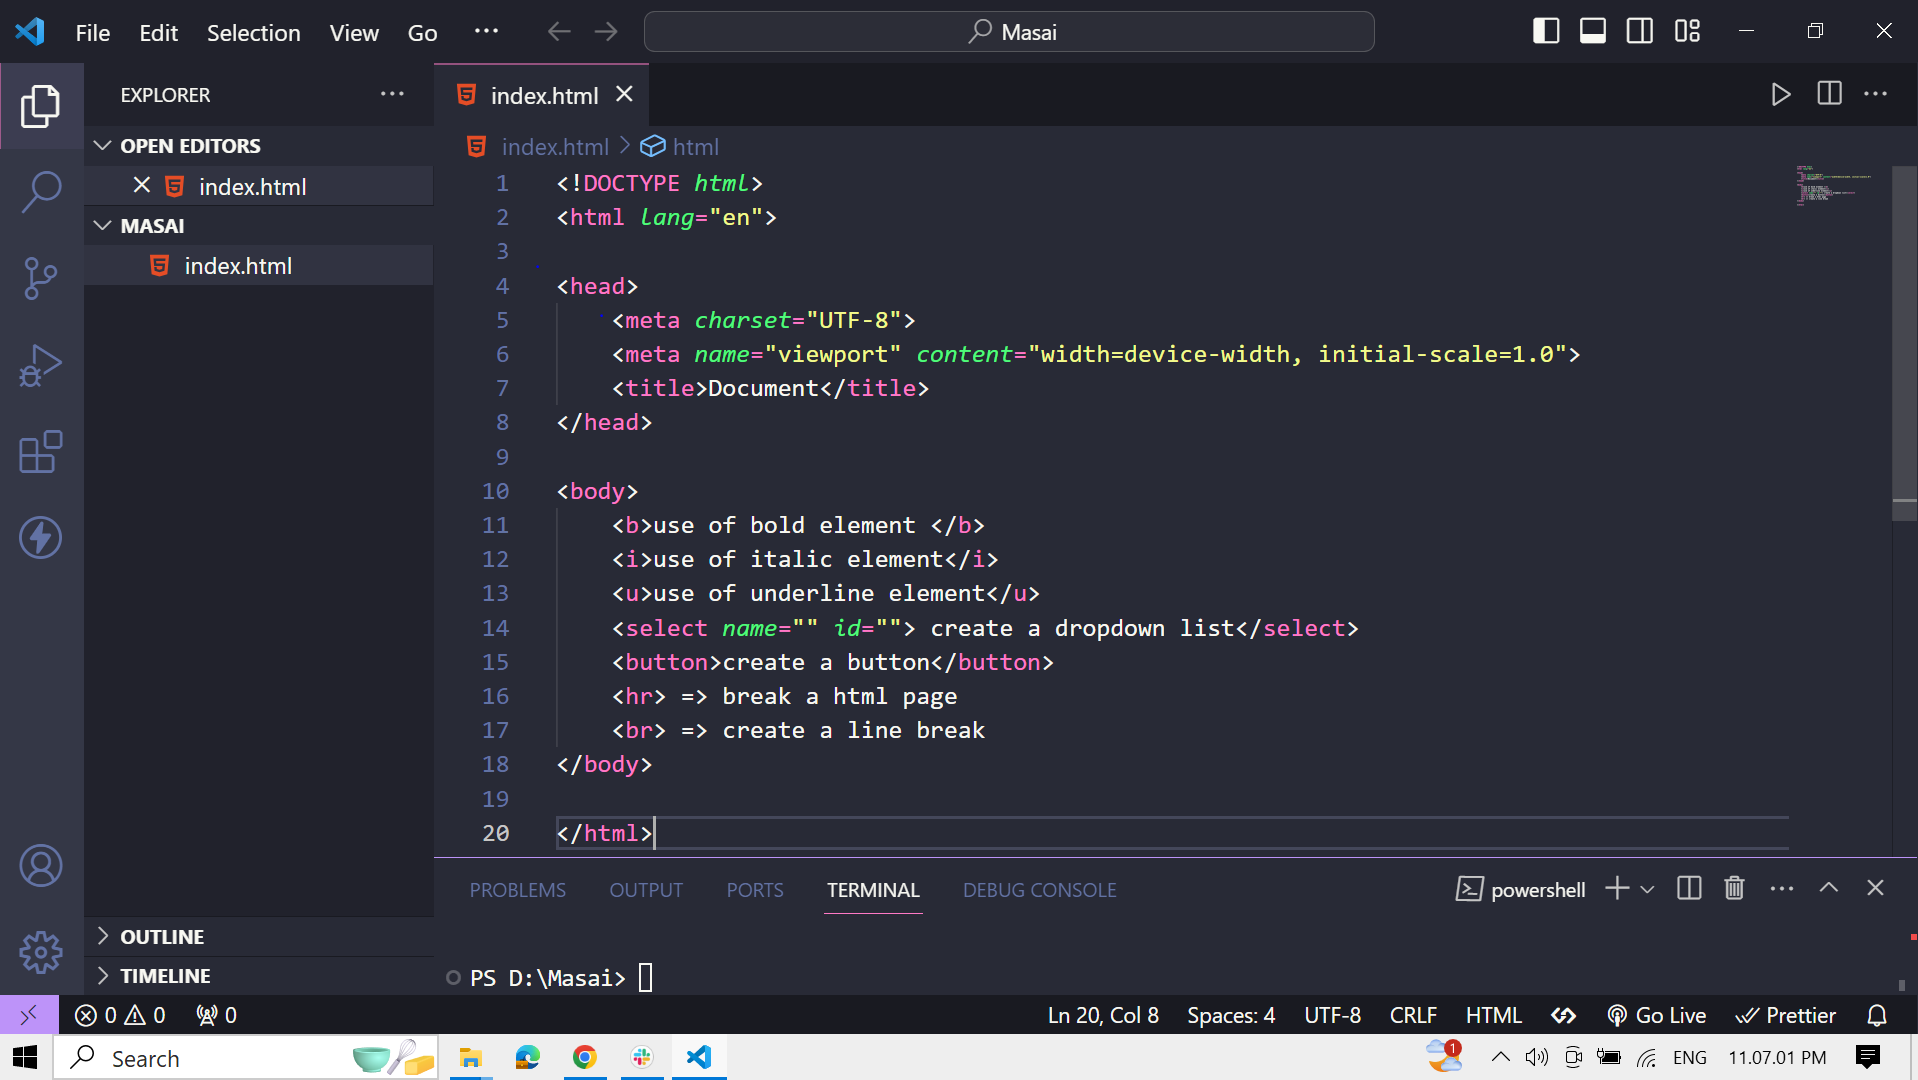 File Edit Selection View Go ··· Masai
EXPLORER ···
OPEN EDITORS
index.html
MASAI
index.html
OUTLINE
TIMELINE
index.html
index.html > html
1 <!DOCTYPE html>
2 <html lang="en">
3
4 <head>
5 <meta charset="UTF-8">
6 <meta name="viewport" content="width=device-width, initial-scale=1.0">
7 <title>Document</title>
8 </head>
9
10 <body>
11 <b>use of bold element </b>
12 <i>use of italic element</i>
13 <u>use of underline element</u>
14 <select name="" id=""> create a dropdown list</select>
15 <button>create a button</button>
16 <hr> => break a html page
17 <br> => create a line break
18 </body>
19
20 </html>
PROBLEMS OUTPUT PORTS TERMINAL DEBUG CONSOLE powershell
PS D:\Masai>
0 0 0 Ln 20, Col 8 Spaces: 4 UTF-8 CRLF HTML Go Live Prettier
Search 1 ENG 11.07.01 PM